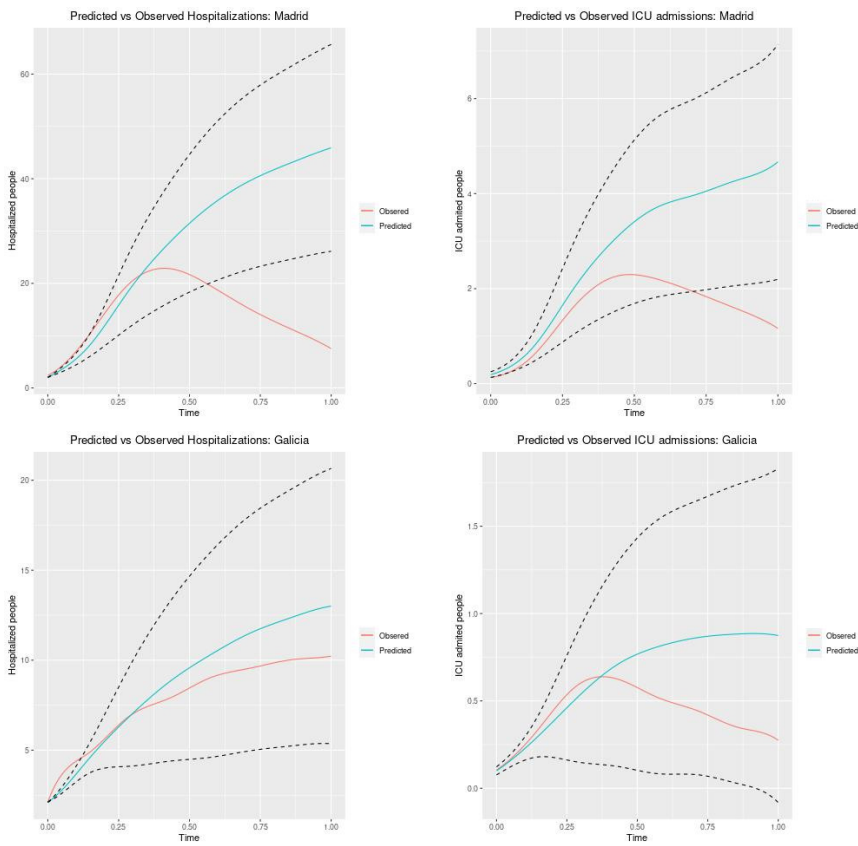 Predicted vs Observed Hospitalizations: Madrid
Hospitalized people
60
40
20
0
0.00 0.25 0.50 0.75 1.00
Time
Obsered
Predicted
Predicted vs Observed ICU admissions: Madrid
ICU admited people
6
4
2
0
0.00 0.25 0.50 0.75 1.00
Time
Obsered
Predicted
Predicted vs Observed Hospitalizations: Galicia
Hospitalized people
20
15
10
5
0.00 0.25 0.50 0.75 1.00
Time
Obsered
Predicted
Predicted vs Observed ICU admissions: Galicia
ICU admited people
1.5
1.0
0.5
0.0
0.00 0.25 0.50 0.75 1.00
Time
Obsered
Predicted